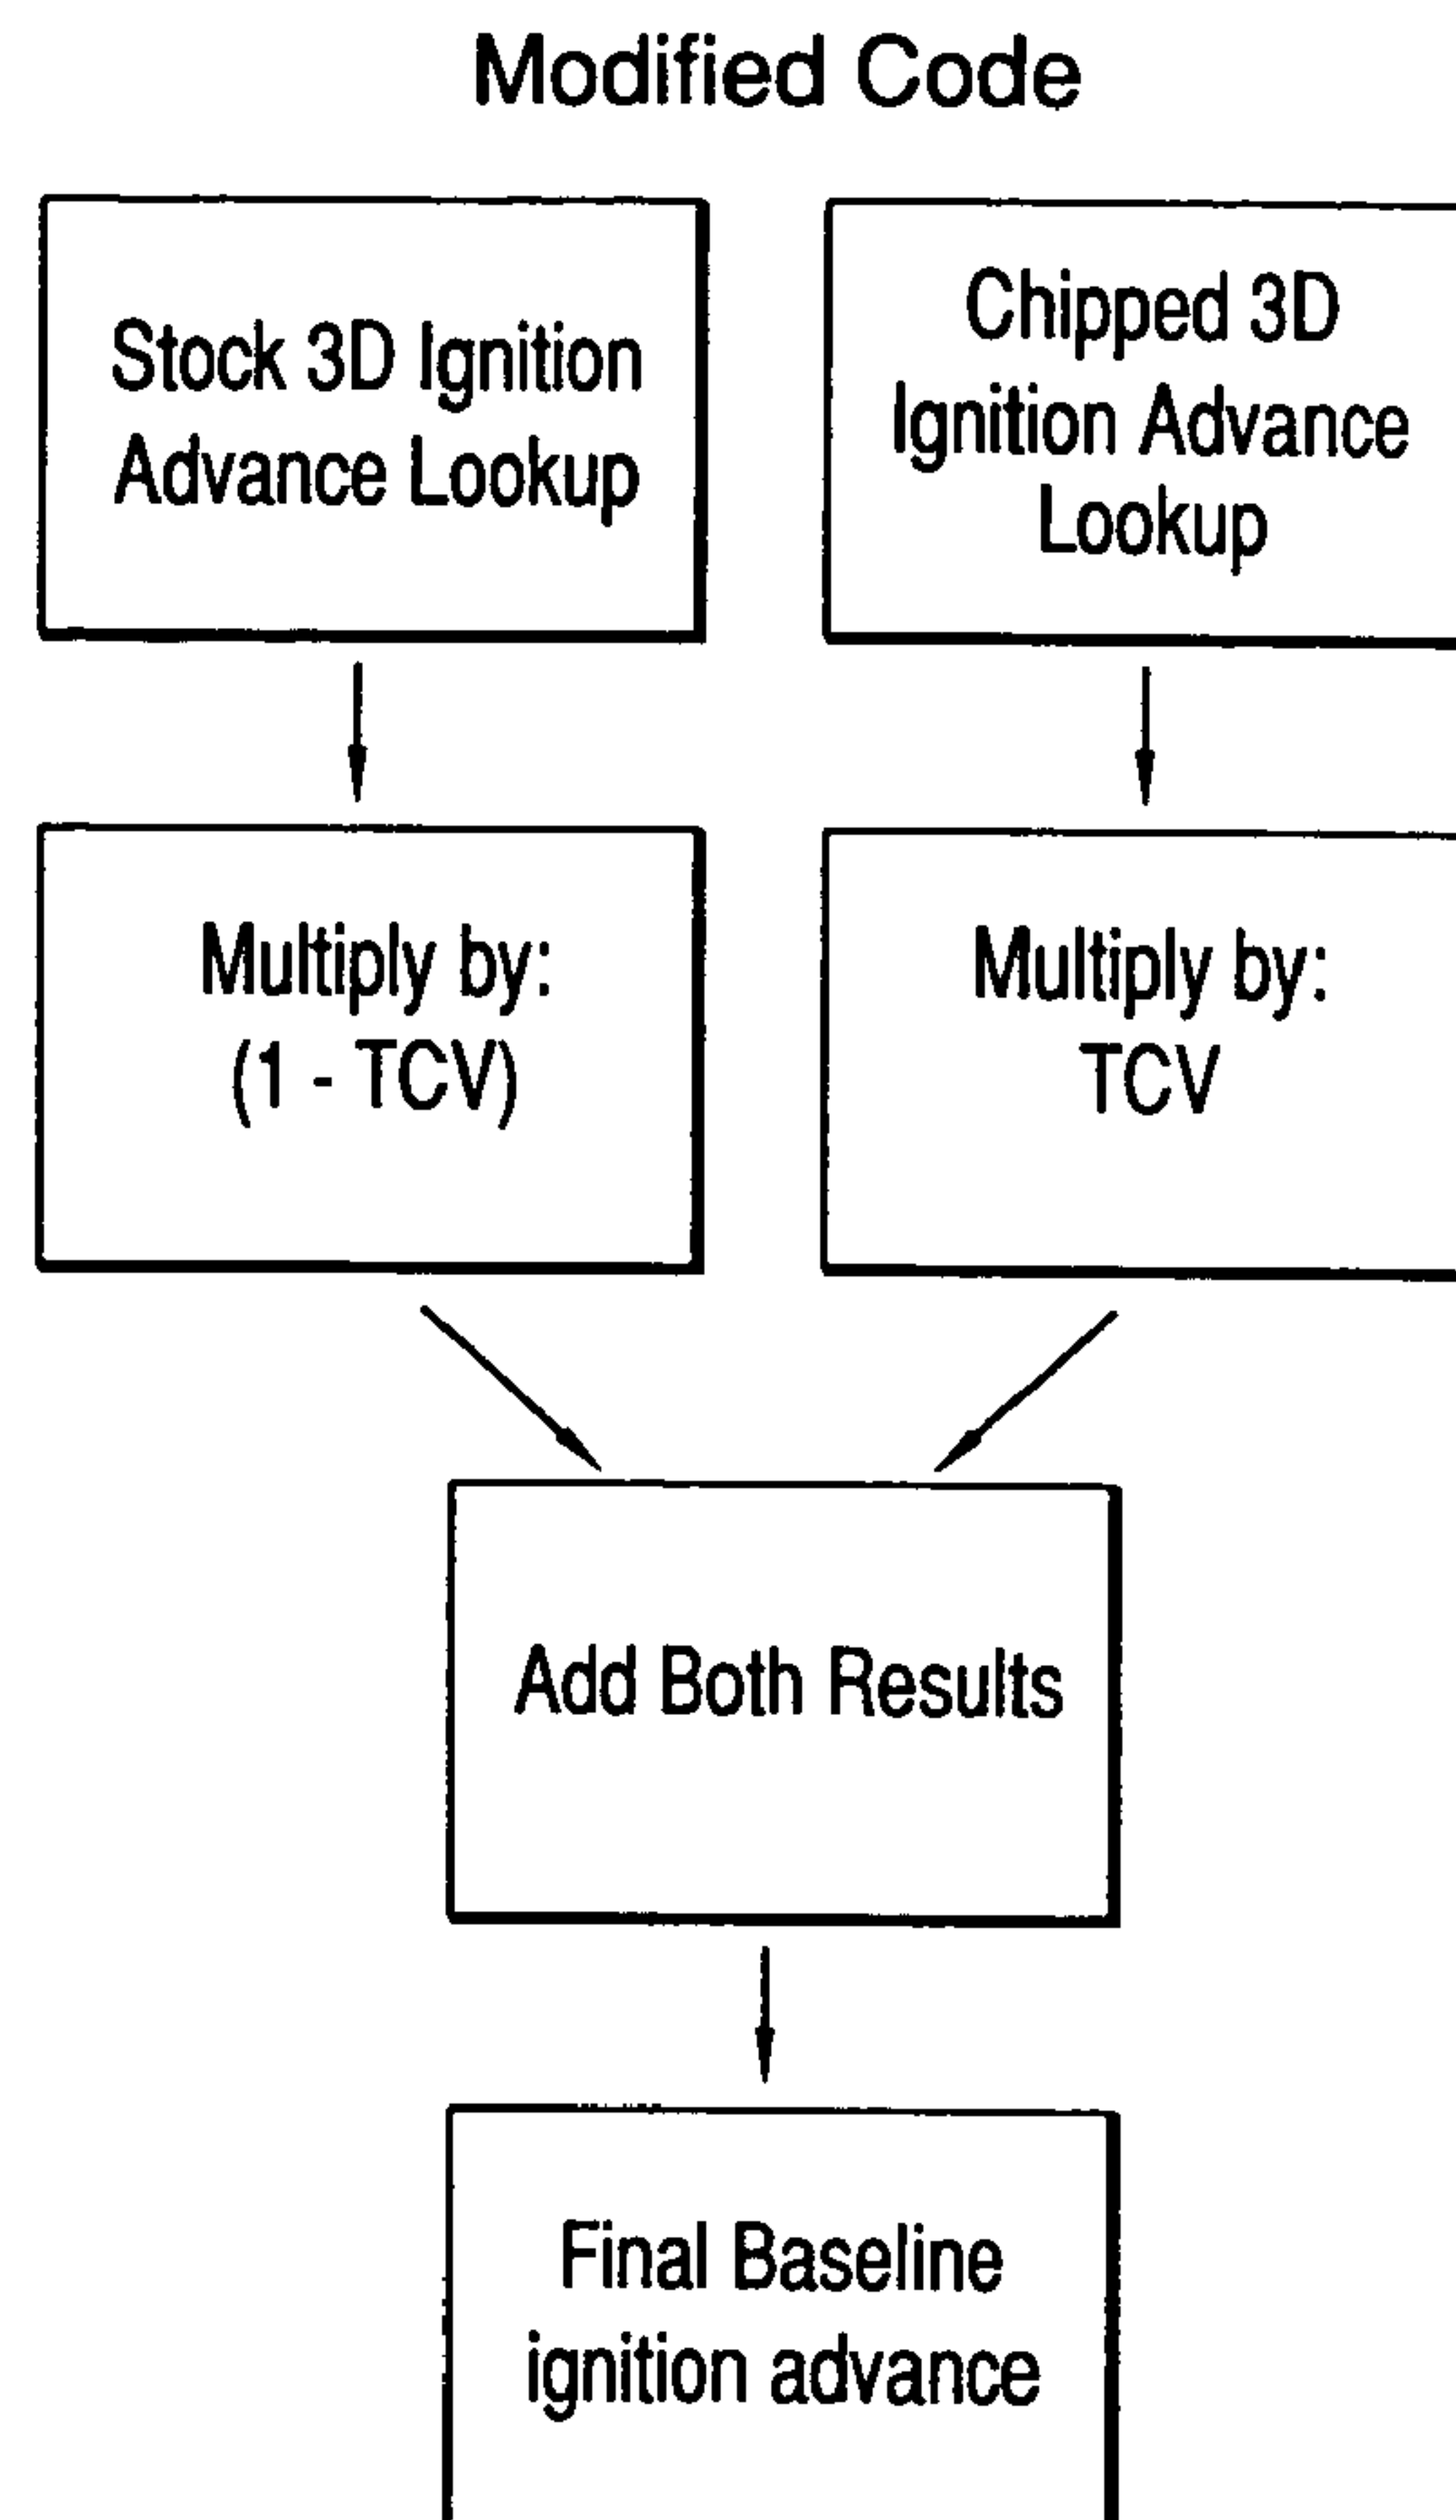 Modified Code
Stock 3D Ignition
Advance Lookup
Chipped 3D
Ignition Advance
Lookup
Multiply by:
(1 - TCV)
Multiply by:
TCV
Add Both Results
Final Baseline
ignition advance